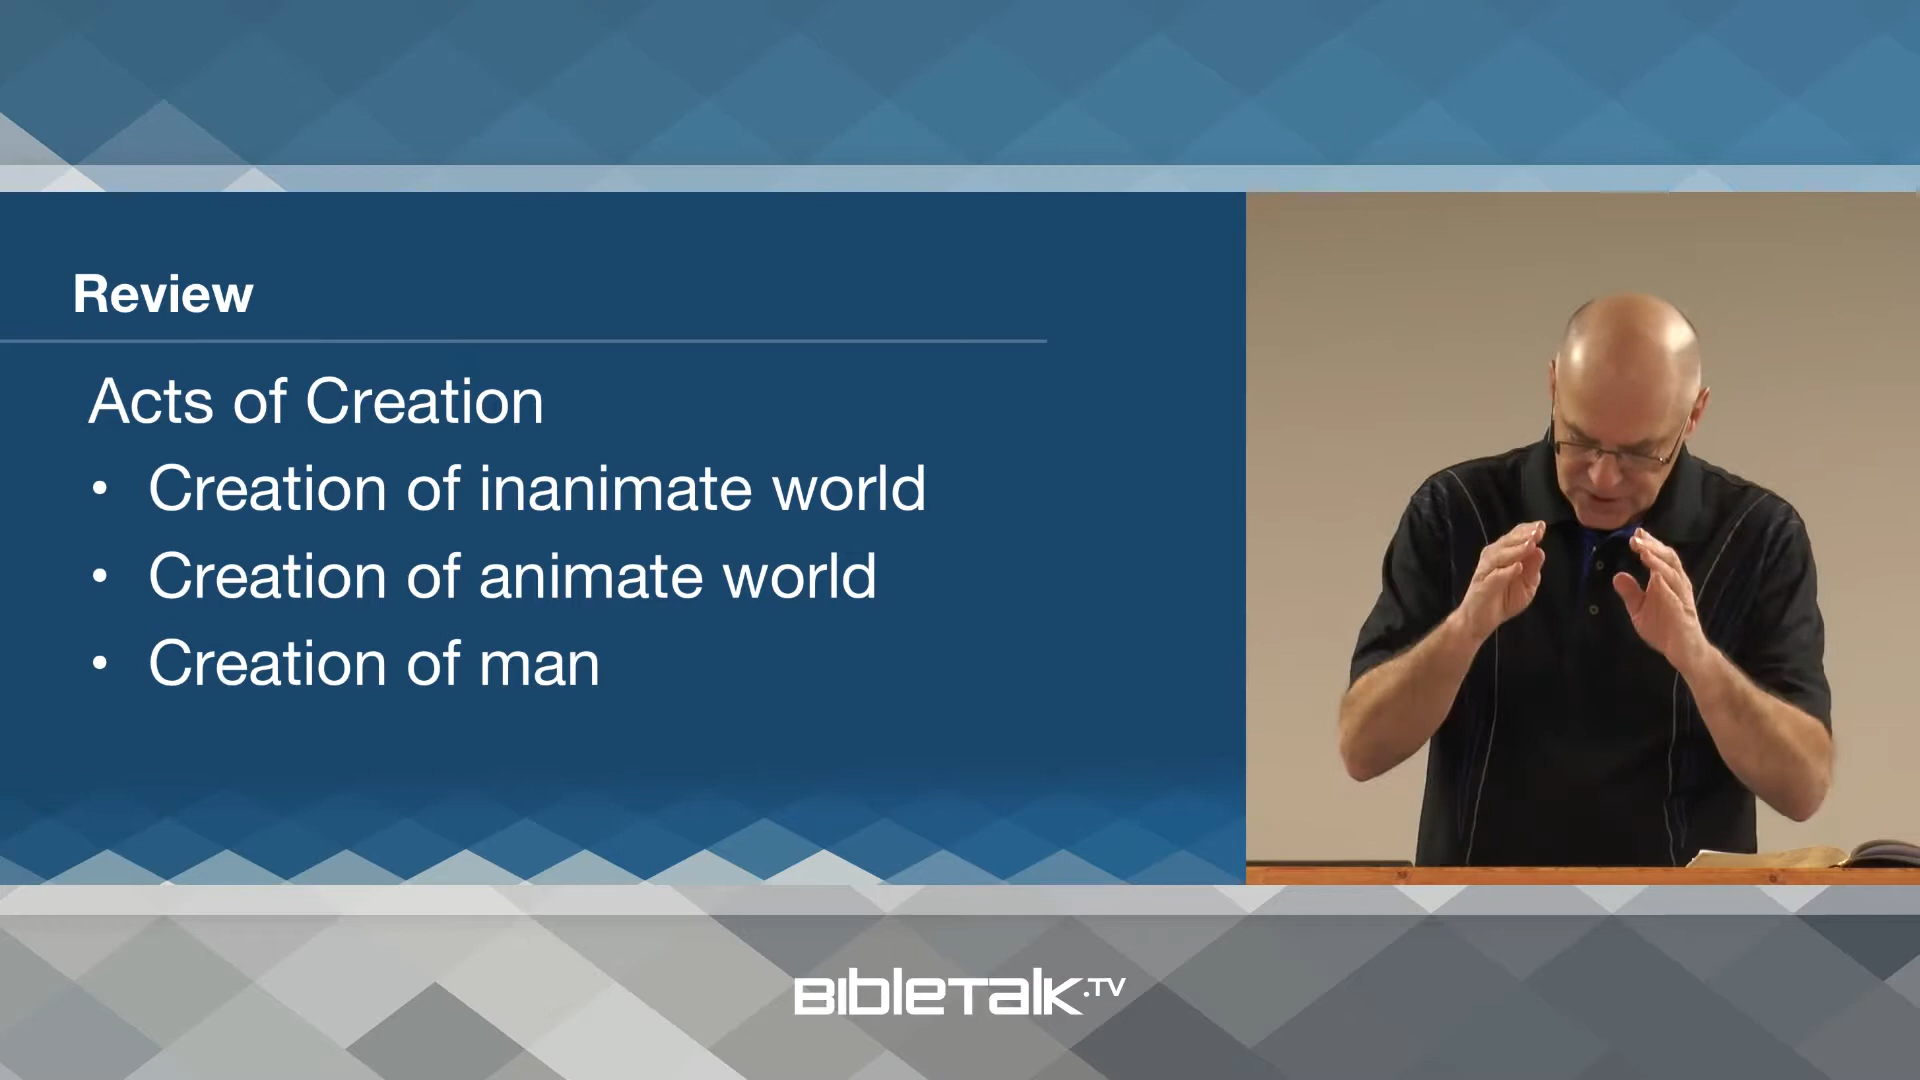 Review
Acts of Creation
• Creation of inanimate world
• Creation of animate world
• Creation of man
BibleTalk.TV